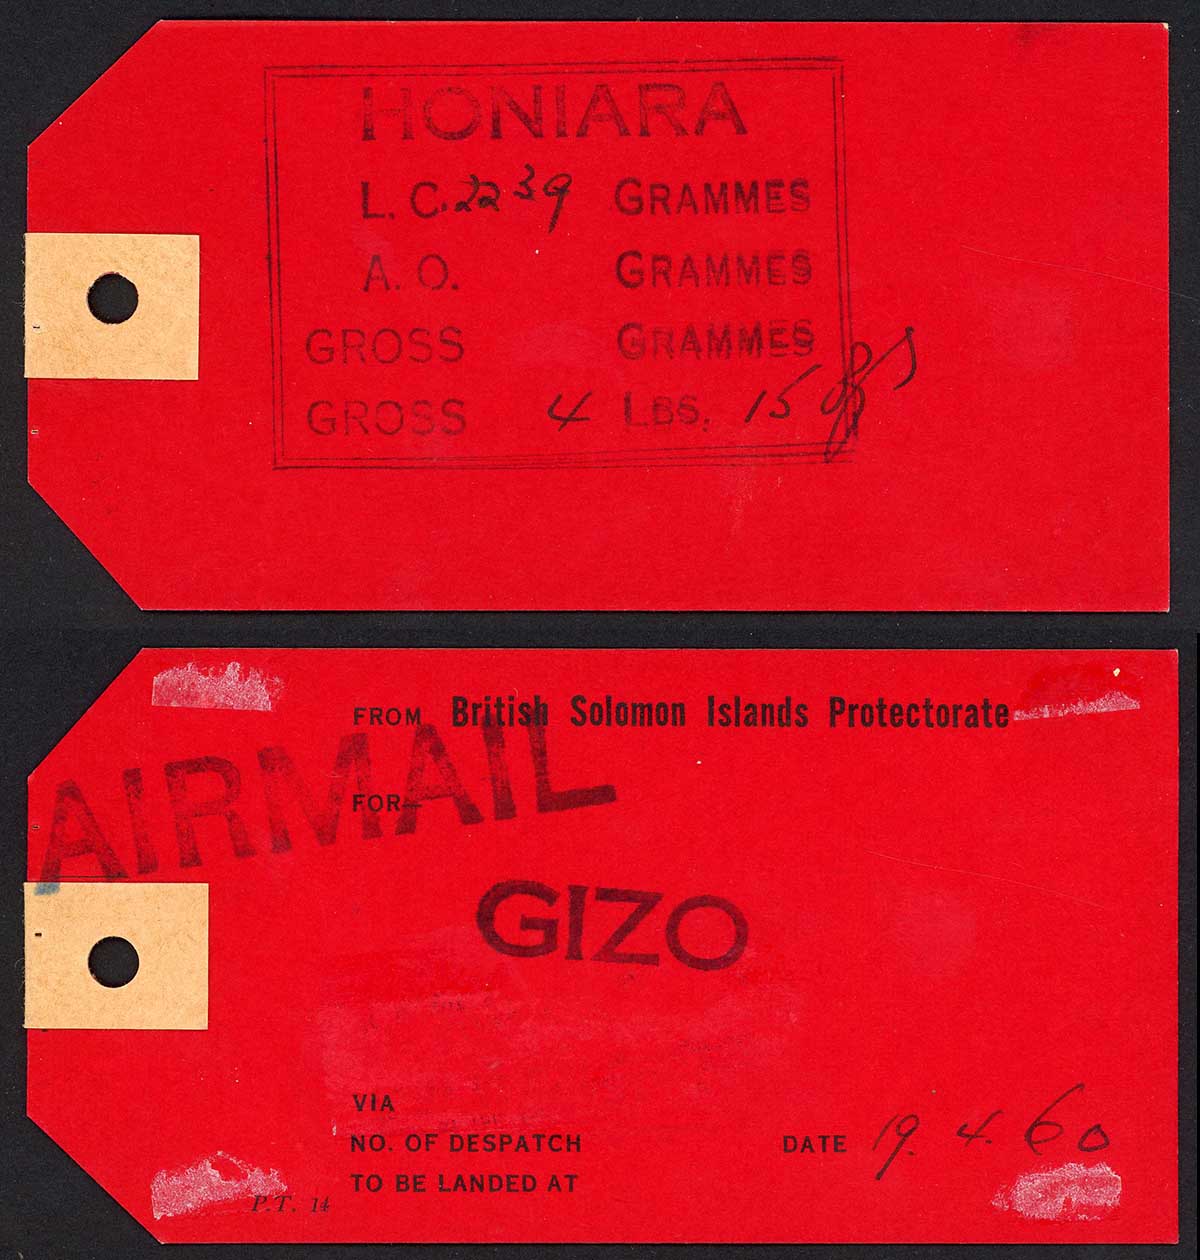 HONIARA
L. C. 2239 GRAMMES
A. O. GRAMMES
GROSS GRAMMES
GROSS 4 LBS. 15 ozs
FROM British Solomon Islands Protectorate
AIRMAIL
FOR—
GIZO
VIA
NO. OF DESPATCH DATE 19. 4. 60
TO BE LANDED AT
P.T. 14